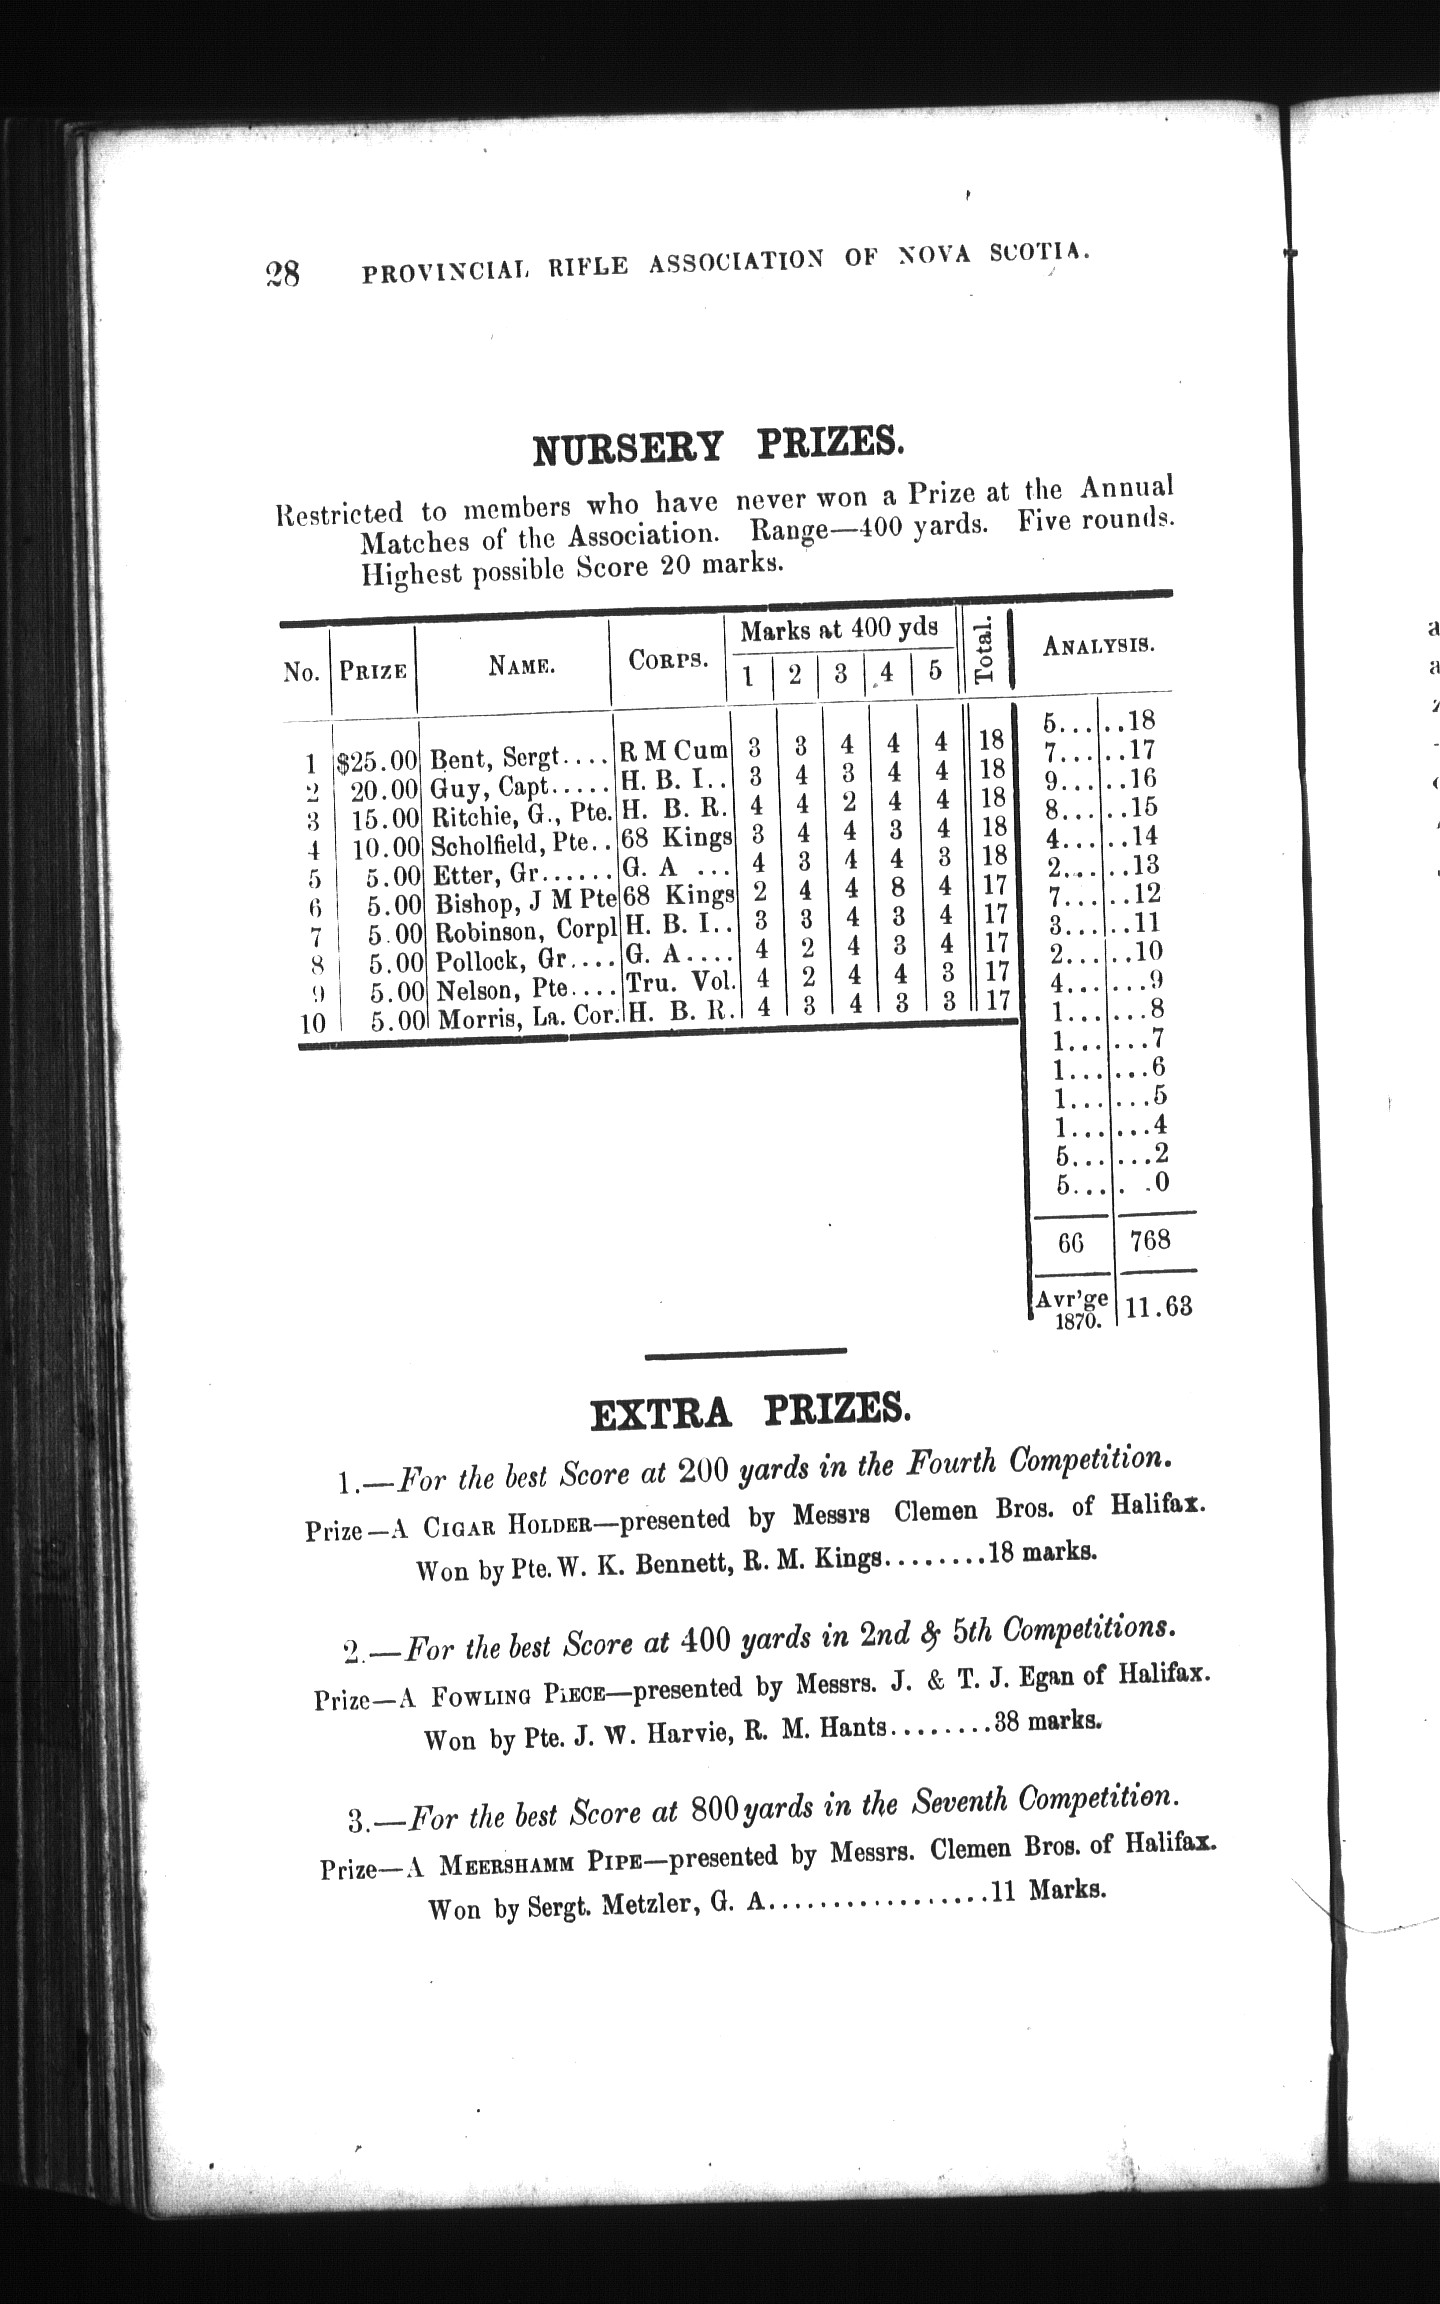 28 PROVINCIAL RIFLE ASSOCIATION OF NOVA SCOTIA.
NURSERY PRIZES.
Restricted to members who have never won a Prize at the Annual
Matches of the Association. Range—400 yards. Five rounds.
Highest possible Score 20 marks.
No. PRIZE NAME. CORPS. Marks at 400 yds Total. ANALYSIS.
1 2 3 4 5
1 $25.00 Bent, Sergt.... R M Cum 3 3 4 4 4 18
2 20.00 Guy, Capt..... H. B. I.. 3 4 3 4 4 18
3 15.00 Ritchie, G., Pte. H. B. R. 4 4 2 4 4 18
4 10.00 Scholfield, Pte.. 68 Kings 3 4 4 3 4 18
5 5.00 Etter, Gr...... G. A ... 4 3 4 4 3 18
6 5.00 Bishop, J M Pte 68 Kings 2 4 4 8 4 17
7 5.00 Robinson, Corpl H. B. I.. 3 3 4 3 4 17
8 5.00 Pollock, Gr.... G. A.... 4 2 4 3 4 17
9 5.00 Nelson, Pte.... Tru. Vol. 4 2 4 4 3 17
10 5.00 Morris, La. Cor. H. B. R. 4 3 4 3 3 17
5... ..18
7... ..17
9... ..16
8... ..15
4... ..14
2... ..13
7... ..12
3... ..11
2... ..10
4... ...9
1... ...8
1... ...7
1... ...6
1... ...5
1... ...4
5... ...2
5... . .0
66 768
Avr'ge 1870. 11.63
EXTRA PRIZES.
1.—For the best Score at 200 yards in the Fourth Competition.
Prize—A CIGAR HOLDER—presented by Messrs Clemen Bros. of Halifax.
Won by Pte. W. K. Bennett, R. M. Kings........18 marks.
2.—For the best Score at 400 yards in 2nd & 5th Competitions.
Prize—A FOWLING PIECE—presented by Messrs. J. & T. J. Egan of Halifax.
Won by Pte. J. W. Harvie, R. M. Hants........38 marks.
3.—For the best Score at 800 yards in the Seventh Competition.
Prize—A MEERSHAMM PIPE—presented by Messrs. Clemen Bros. of Halifax.
Won by Sergt. Metzler, G. A.................11 Marks.